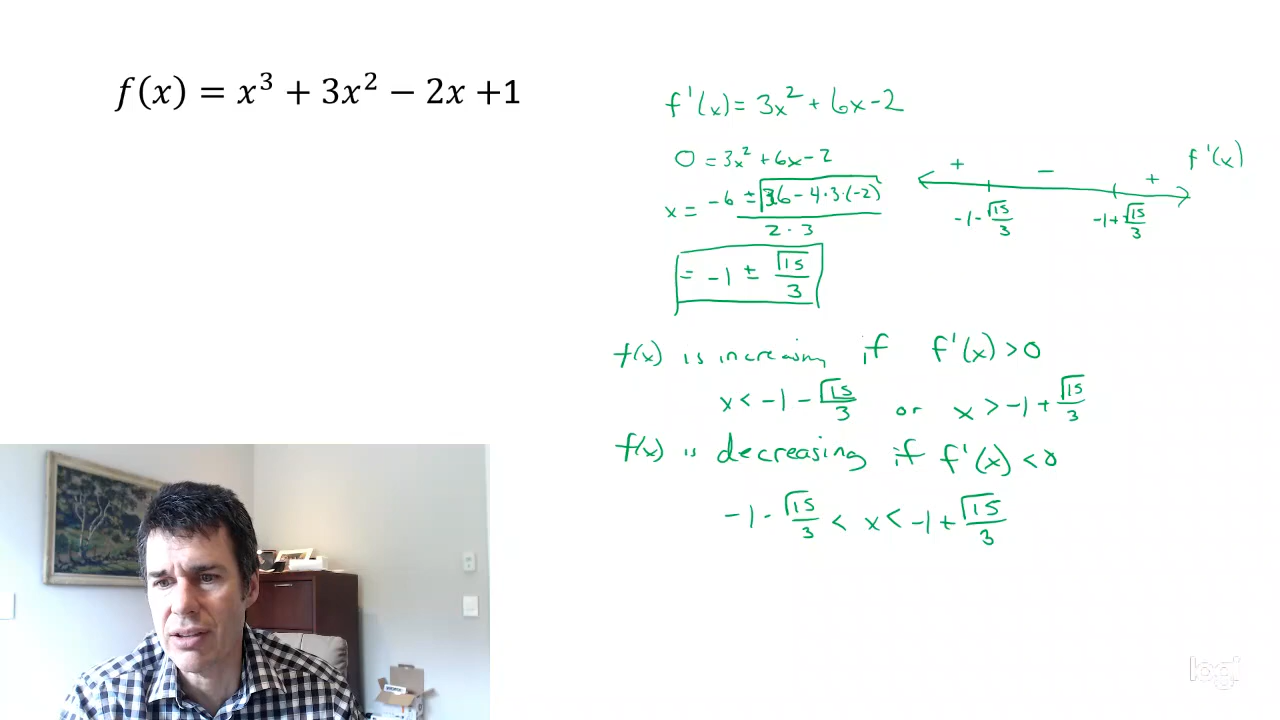 f(x) = x³ + 3x² − 2x +1
f'(x) = 3x² + 6x - 2
0 = 3x² + 6x - 2
x = -6 ± √36 - 4·3·(-2)
2·3
= -1 ± √15/3
+ − + f'(x)
-1-√15/3 -1+√15/3
f(x) is increasing if f'(x) > 0
x < -1 - √15/3 or x > -1 + √15/3
f(x) is decreasing if f'(x) < 0
-1 - √15/3 < x < -1 + √15/3